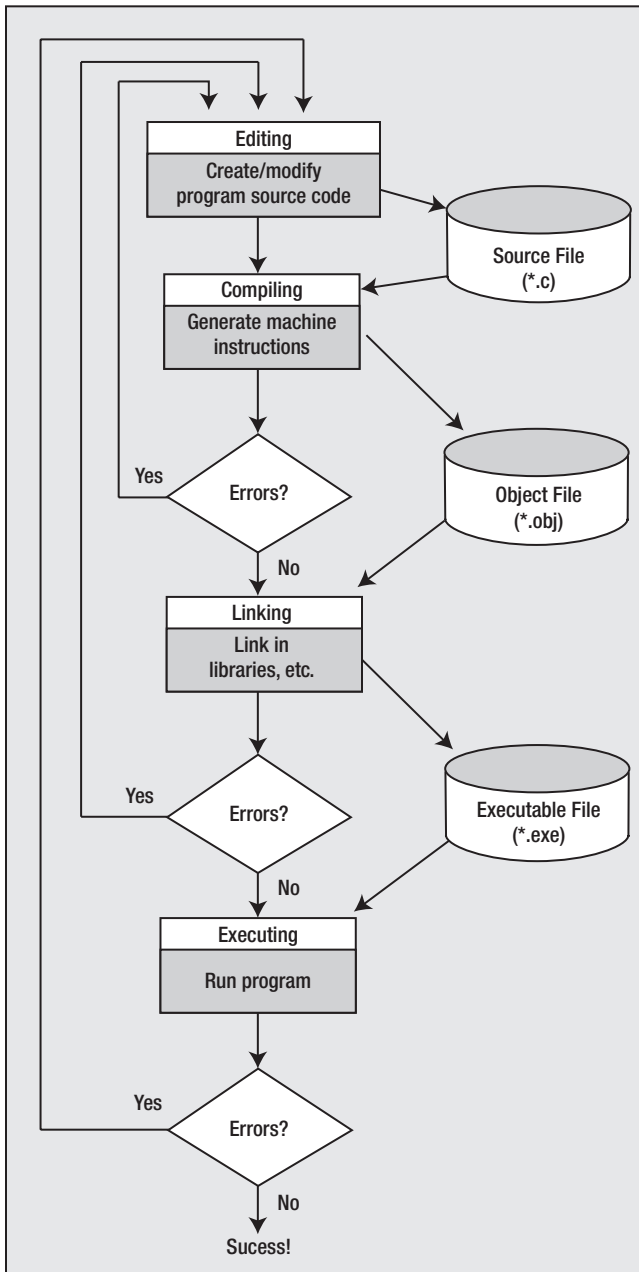 Editing
Create/modify
program source code
Source File
(*.c)
Compiling
Generate machine
instructions
Yes
Errors?
Object File
(*.obj)
No
Linking
Link in
libraries, etc.
Yes
Errors?
Executable File
(*.exe)
No
Executing
Run program
Yes
Errors?
No
Sucess!